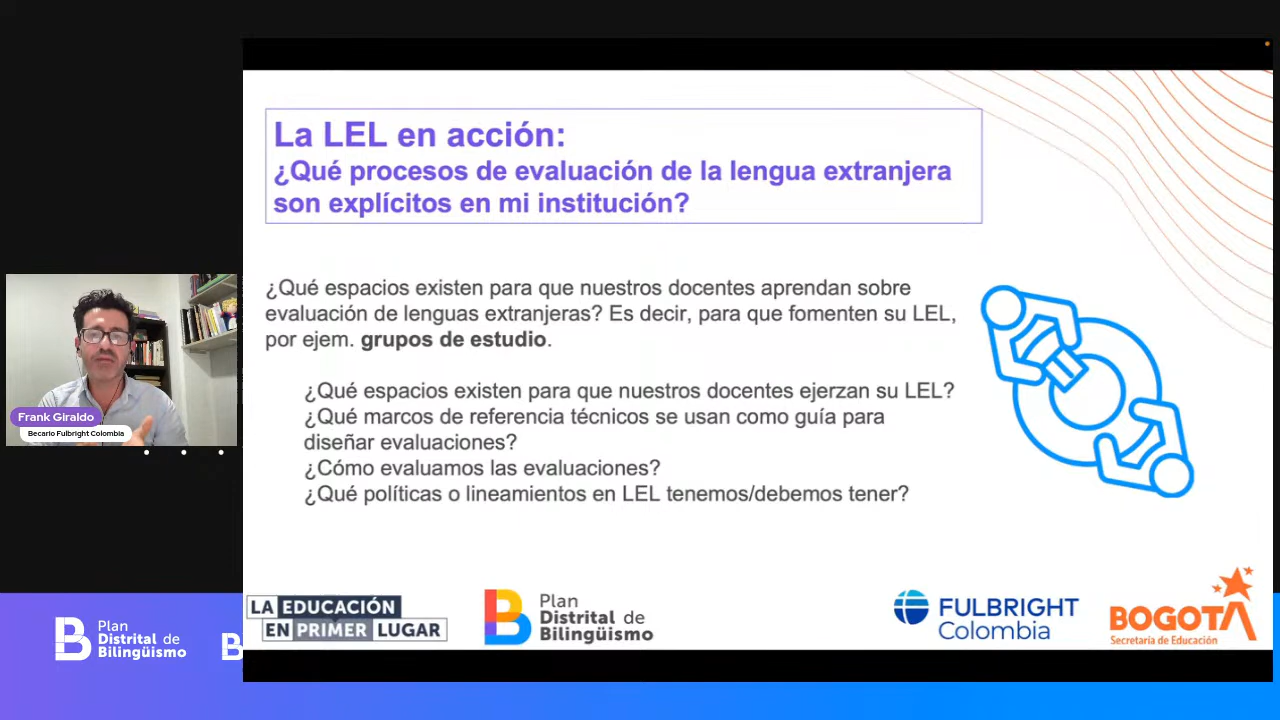 La LEL en acción:
¿Qué procesos de evaluación de la lengua extranjera
son explícitos en mi institución?
¿Qué espacios existen para que nuestros docentes aprendan sobre
evaluación de lenguas extranjeras? Es decir, para que fomenten su LEL,
por ejem. grupos de estudio.
¿Qué espacios existen para que nuestros docentes ejerzan su LEL?
¿Qué marcos de referencia técnicos se usan como guía para
diseñar evaluaciones?
¿Cómo evaluamos las evaluaciones?
¿Qué políticas o lineamientos en LEL tenemos/debemos tener?
Frank Giraldo
Becario Fulbright Colombia
LA EDUCACIÓN
EN PRIMER LUGAR
B
Plan
Distrital de
Bilingüismo
FULBRIGHT
Colombia
BOGOTA
Secretaría de Educación
B
Plan
Distrital de
Bilingüismo
B